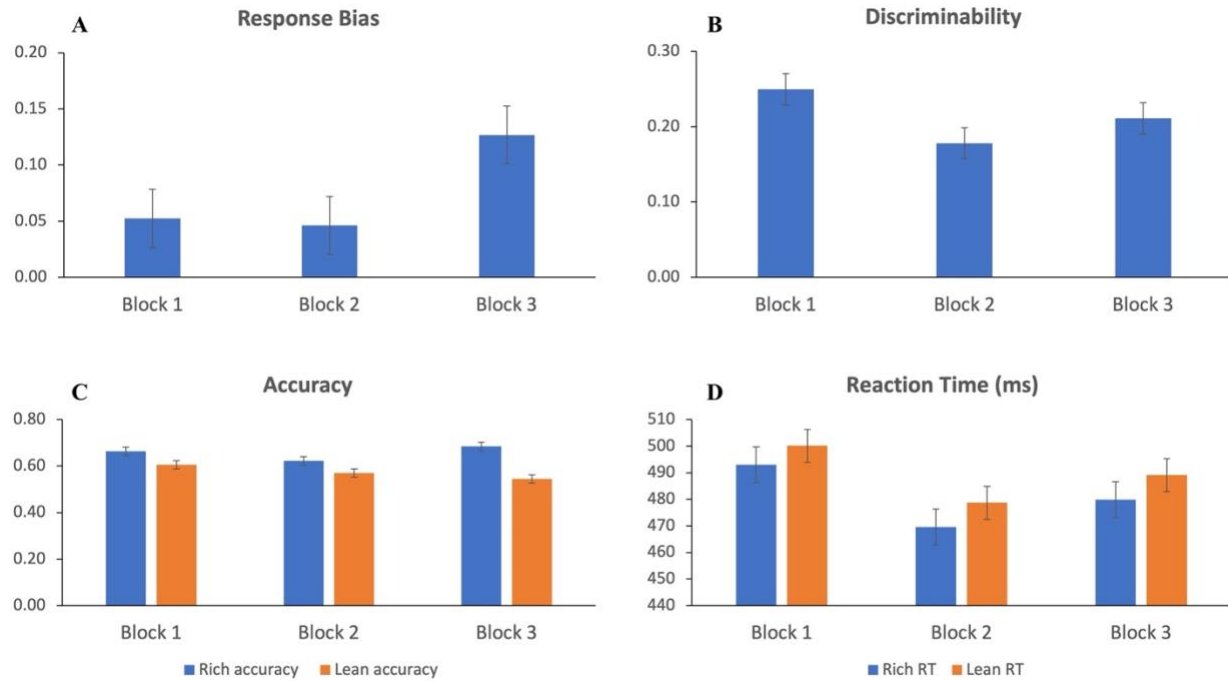 A
Response Bias
0.20
0.15
0.10
0.05
0.00
Block 1 Block 2 Block 3
B
Discriminability
0.30
0.20
0.10
0.00
Block 1 Block 2 Block 3
C
Accuracy
0.80
0.60
0.40
0.20
0.00
Block 1 Block 2 Block 3
Rich accuracy Lean accuracy
D
Reaction Time (ms)
510
500
490
480
470
460
450
440
Block 1 Block 2 Block 3
Rich RT Lean RT